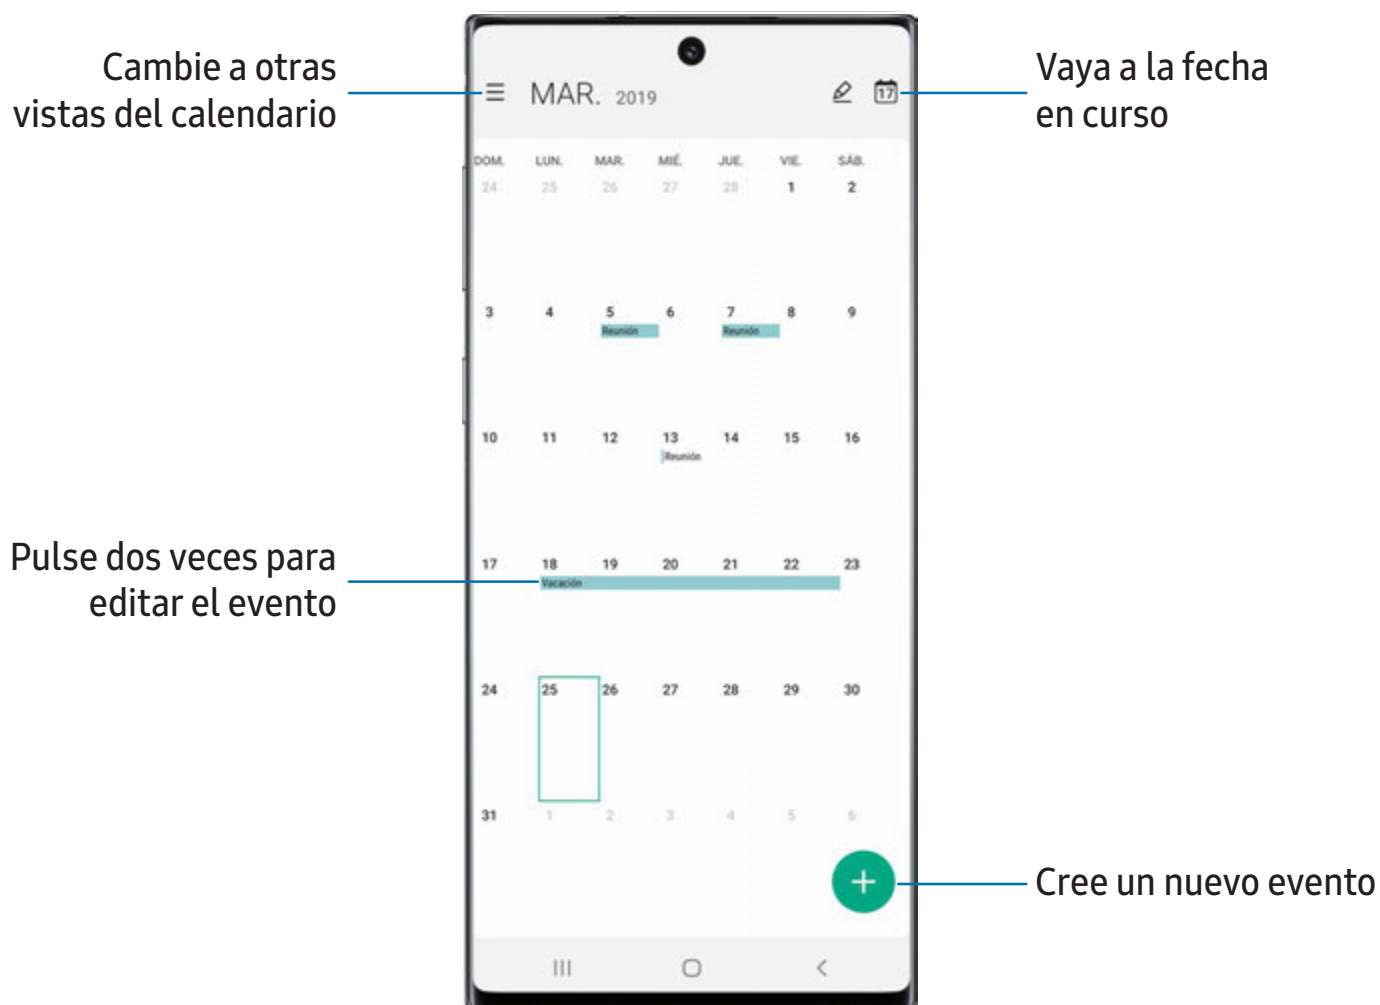 Cambie a otras
vistas del calendario
Vaya a la fecha
en curso
MAR. 2019
17
DOM. LUN. MAR. MIÉ. JUE. VIE. SÁB.
24 25 26 27 28 1 2
3 4 5 6 7 8 9
Reunión Reunión
10 11 12 13 14 15 16
Reunión
Pulse dos veces para
editar el evento
17 18 19 20 21 22 23
Vacación
24 25 26 27 28 29 30
31 1 2 3 4 5 6
Cree un nuevo evento